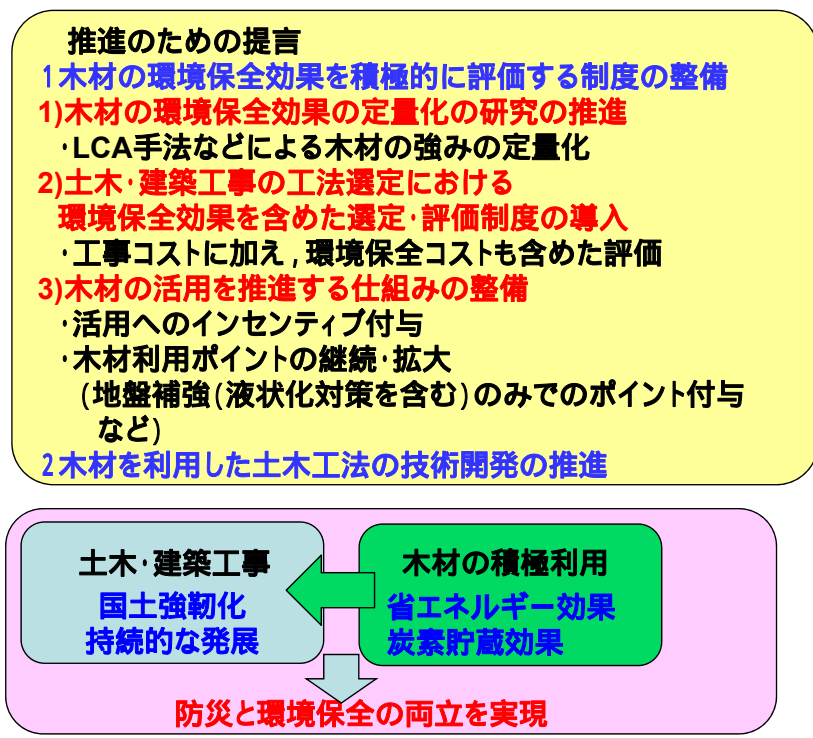 推進のための提言
1木材の環境保全効果を積極的に評価する制度の整備
1)木材の環境保全効果の定量化の研究の推進
･LCA手法などによる木材の強みの定量化
2)土木･建築工事の工法選定における
環境保全効果を含めた選定･評価制度の導入
･工事コストに加え,環境保全コストも含めた評価
3)木材の活用を推進する仕組みの整備
･活用へのインセンティブ付与
･木材利用ポイントの継続･拡大
(地盤補強(液状化対策を含む)のみでのポイント付与
など)
2木材を利用した土木工法の技術開発の推進
土木･建築工事
国土強靭化
持続的な発展
木材の積極利用
省エネルギー効果
炭素貯蔵効果
防災と環境保全の両立を実現